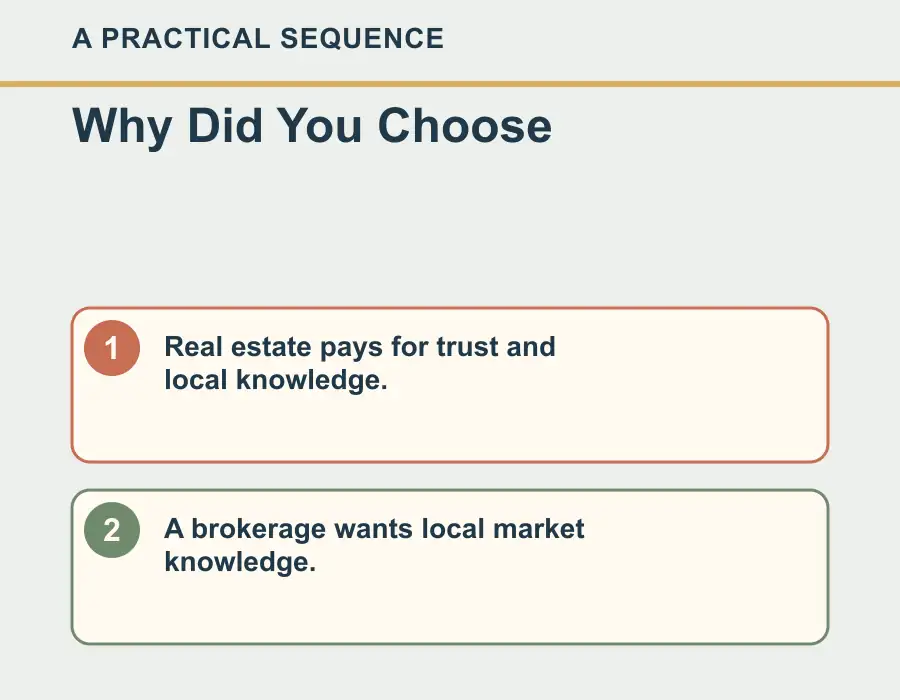 A PRACTICAL SEQUENCE
Why Did You Choose
1
Real estate pays for trust and
local knowledge.
2
A brokerage wants local market
knowledge.